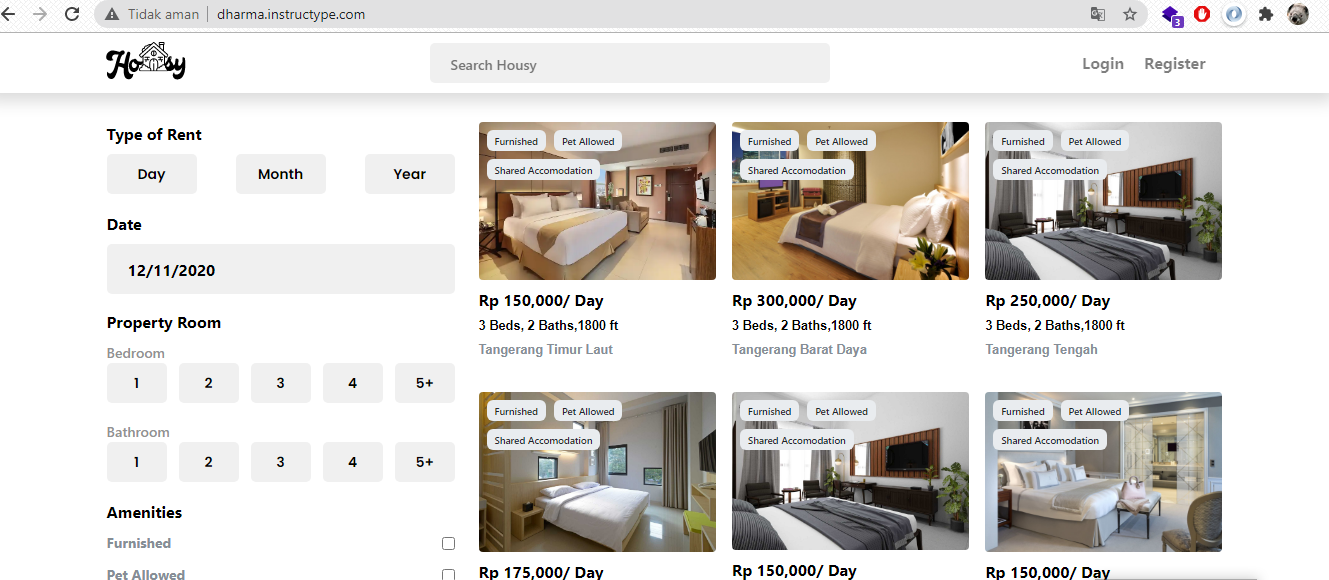 Tidak aman | dharma.instructype.com
3
Housy
Search Housy
Login Register
Type of Rent
Day Month Year
Date
12/11/2020
Property Room
Bedroom
1 2 3 4 5+
Bathroom
1 2 3 4 5+
Amenities
Furnished
Pet Allowed
Furnished Pet Allowed
Shared Accomodation
Rp 150,000/ Day
3 Beds, 2 Baths,1800 ft
Tangerang Timur Laut
Furnished Pet Allowed
Shared Accomodation
Rp 300,000/ Day
3 Beds, 2 Baths,1800 ft
Tangerang Barat Daya
Furnished Pet Allowed
Shared Accomodation
Rp 250,000/ Day
3 Beds, 2 Baths,1800 ft
Tangerang Tengah
Furnished Pet Allowed
Shared Accomodation
Rp 175,000/ Day
Furnished Pet Allowed
Shared Accomodation
Rp 150,000/ Day
Furnished Pet Allowed
Shared Accomodation
Rp 150,000/ Day